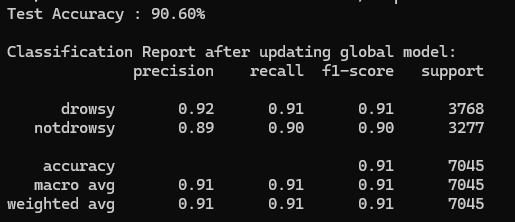 Test Accuracy : 90.60%
Classification Report after updating global model:
precision recall f1-score support
drowsy 0.92 0.91 0.91 3768
notdrowsy 0.89 0.90 0.90 3277
accuracy 0.91 7045
macro avg 0.91 0.91 0.91 7045
weighted avg 0.91 0.91 0.91 7045